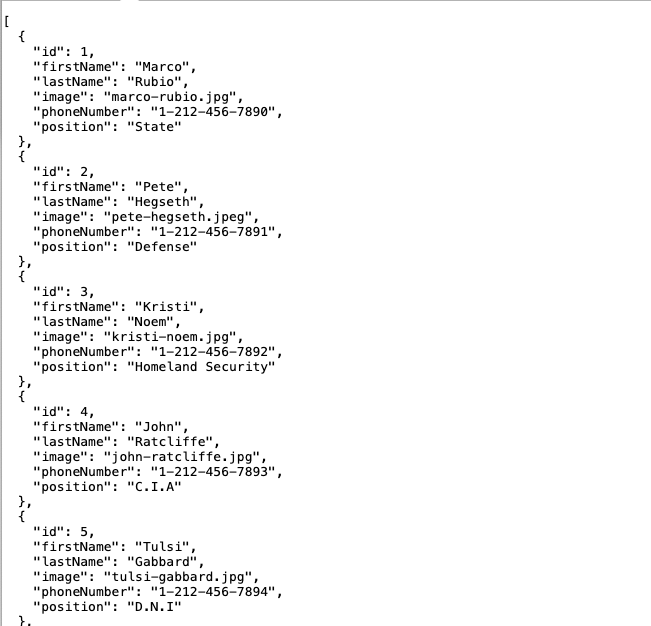 [
  {
    "id": 1,
    "firstName": "Marco",
    "lastName": "Rubio",
    "image": "marco-rubio.jpg",
    "phoneNumber": "1-212-456-7890",
    "position": "State"
  },
  {
    "id": 2,
    "firstName": "Pete",
    "lastName": "Hegseth",
    "image": "pete-hegseth.jpeg",
    "phoneNumber": "1-212-456-7891",
    "position": "Defense"
  },
  {
    "id": 3,
    "firstName": "Kristi",
    "lastName": "Noem",
    "image": "kristi-noem.jpg",
    "phoneNumber": "1-212-456-7892",
    "position": "Homeland Security"
  },
  {
    "id": 4,
    "firstName": "John",
    "lastName": "Ratcliffe",
    "image": "john-ratcliffe.jpg",
    "phoneNumber": "1-212-456-7893",
    "position": "C.I.A"
  },
  {
    "id": 5,
    "firstName": "Tulsi",
    "lastName": "Gabbard",
    "image": "tulsi-gabbard.jpg",
    "phoneNumber": "1-212-456-7894",
    "position": "D.N.I"
  },